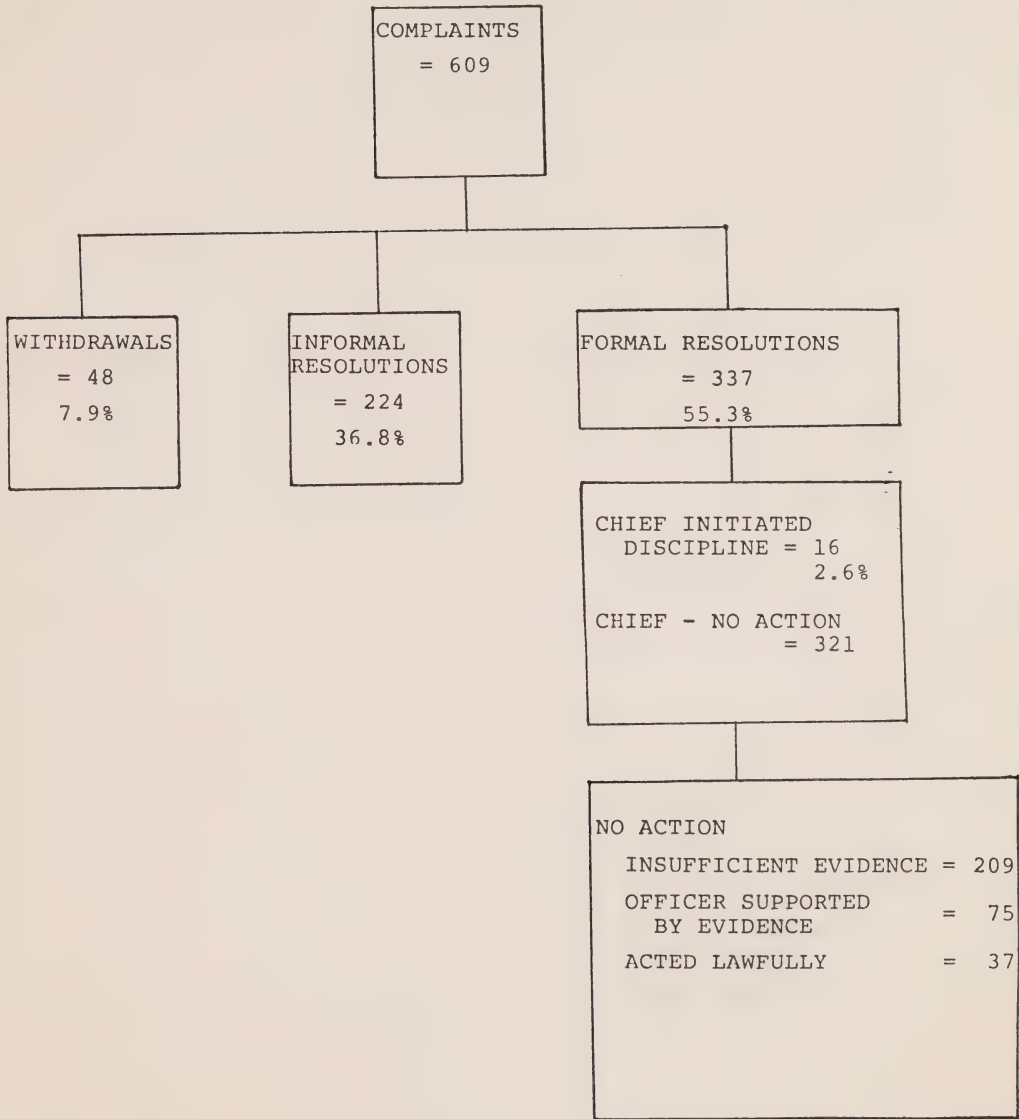 COMPLAINTS
= 609
WITHDRAWALS
= 48
7.9%
INFORMAL
RESOLUTIONS
= 224
36.8%
FORMAL RESOLUTIONS
= 337
55.3%
CHIEF INITIATED
DISCIPLINE = 16
2.6%
CHIEF - NO ACTION
= 321
NO ACTION
INSUFFICIENT EVIDENCE = 209
OFFICER SUPPORTED
BY EVIDENCE = 75
ACTED LAWFULLY = 37